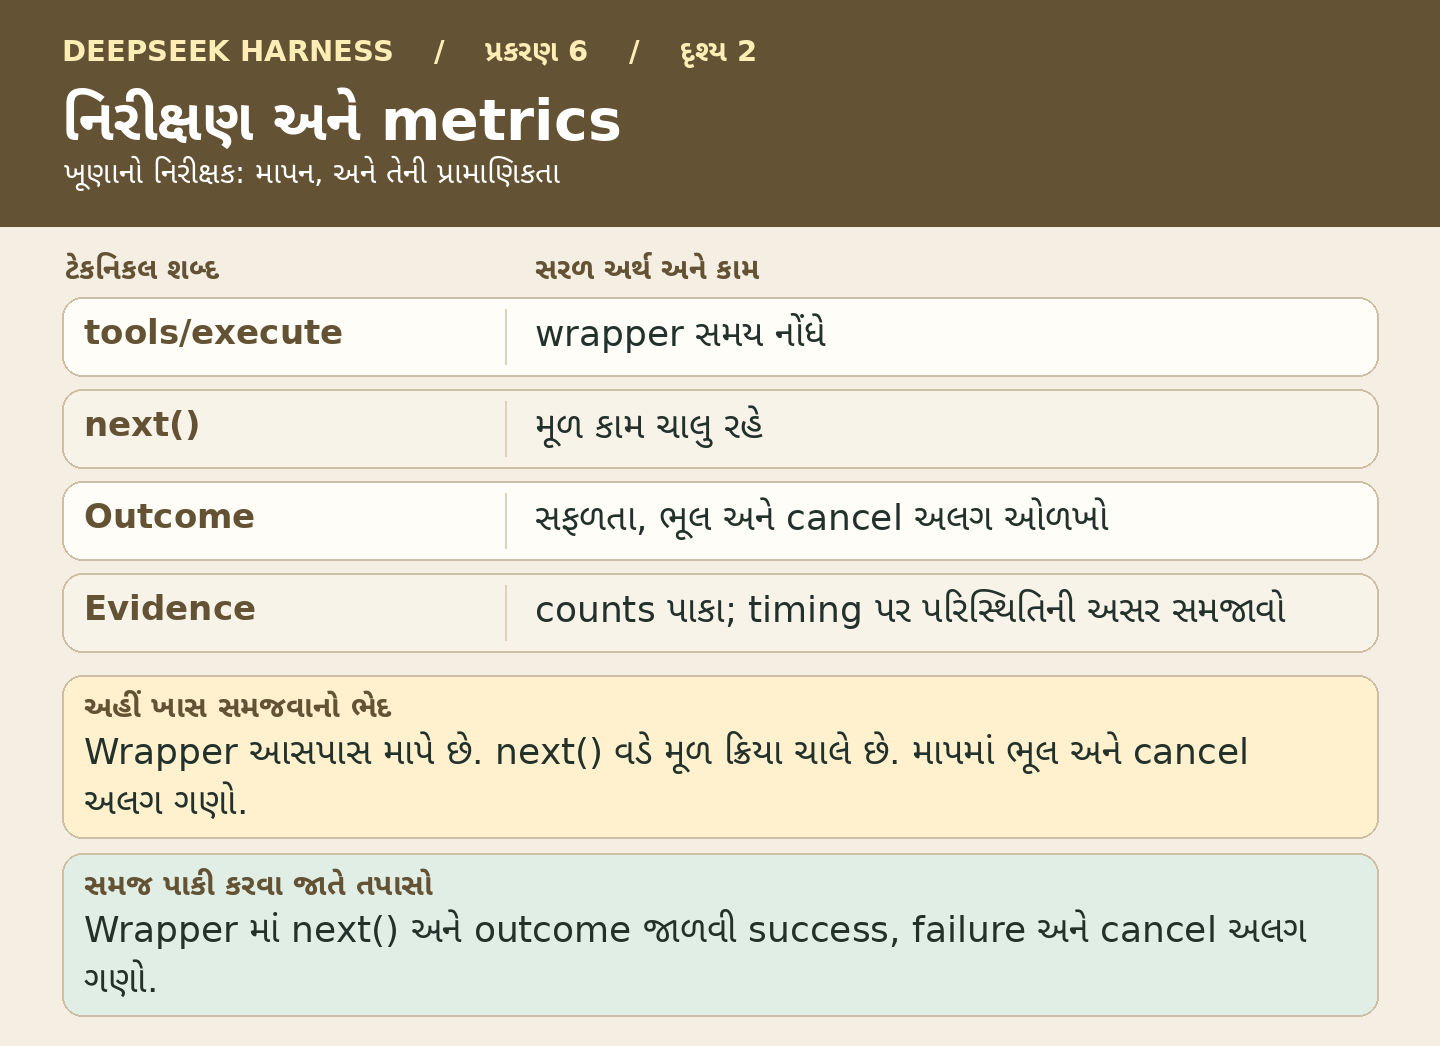 DEEPSEEK HARNESS / પ્રકરણ 6 / દૃશ્ય 2
નિરીક્ષણ અને metrics
ખૂણાનો નિરીક્ષક: માપન, અને તેની પ્રામાણિકતા
ટેકનિકલ શબ્દ સરળ અર્થ અને કામ
tools/execute wrapper સમય નોંધે
next() મૂળ કામ ચાલુ રહે
Outcome સફળતા, ભૂલ અને cancel અલગ ઓળખો
Evidence counts પાકા; timing પર પરિસ્થિતિની અસર સમજાવો
અહીં ખાસ સમજવાનો ભેદ
Wrapper આસપાસ માપે છે. next() વડે મૂળ ક્રિયા ચાલે છે. માપમાં ભૂલ અને cancel
અલગ ગણો.
સમજ પાકી કરવા જાતે તપાસો
Wrapper માં next() અને outcome જાળવી success, failure અને cancel અલગ
ગણો.